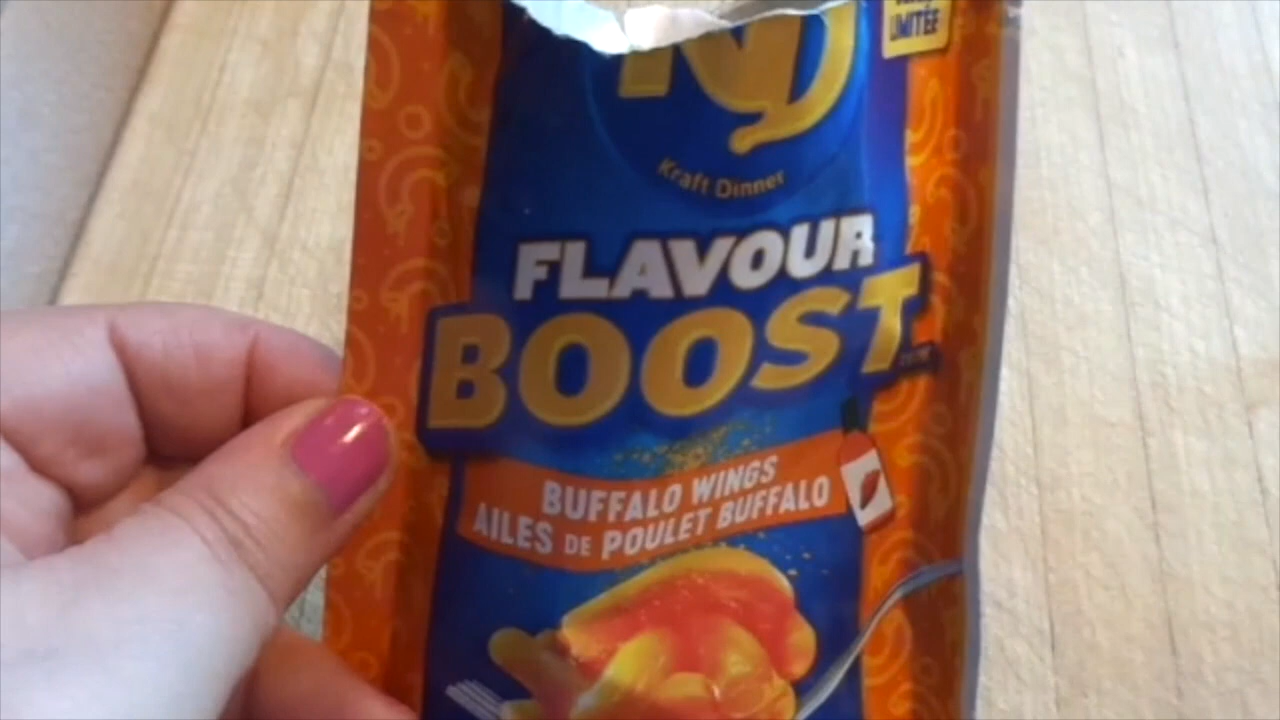 LIMITÉE
KD
Kraft Dinner
FLAVOUR
BOOST
BUFFALO WINGS
AILES DE POULET BUFFALO